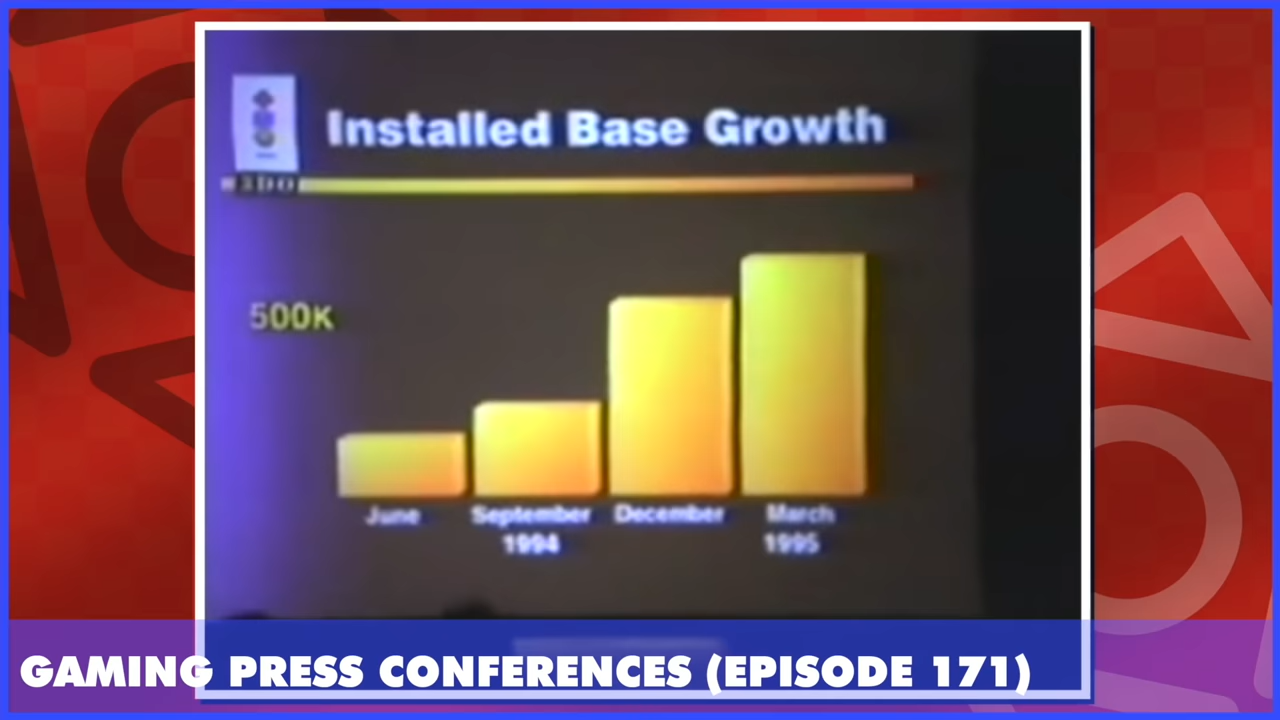 Installed Base Growth
3DO
500K
June September December March
1994 1995
GAMING PRESS CONFERENCES (EPISODE 171)